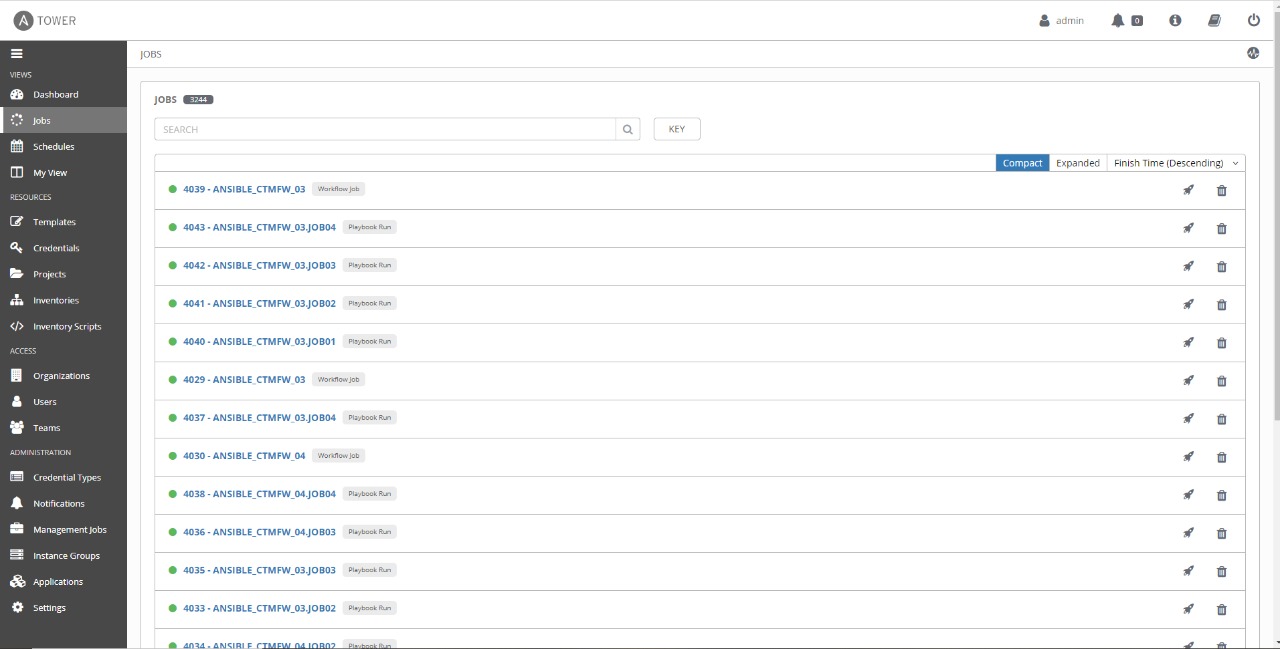 A TOWER
admin
0
VIEWS
Dashboard
Jobs
Schedules
My View
RESOURCES
Templates
Credentials
Projects
Inventories
Inventory Scripts
ACCESS
Organizations
Users
Teams
ADMINISTRATION
Credential Types
Notifications
Management Jobs
Instance Groups
Applications
Settings
JOBS
JOBS 3244
SEARCH
KEY
Compact Expanded Finish Time (Descending)
4039 - ANSIBLE_CTMFW_03 Workflow Job
4043 - ANSIBLE_CTMFW_03.JOB04 Playbook Run
4042 - ANSIBLE_CTMFW_03.JOB03 Playbook Run
4041 - ANSIBLE_CTMFW_03.JOB02 Playbook Run
4040 - ANSIBLE_CTMFW_03.JOB01 Playbook Run
4029 - ANSIBLE_CTMFW_03 Workflow Job
4037 - ANSIBLE_CTMFW_03.JOB04 Playbook Run
4030 - ANSIBLE_CTMFW_04 Workflow Job
4038 - ANSIBLE_CTMFW_04.JOB04 Playbook Run
4036 - ANSIBLE_CTMFW_04.JOB03 Playbook Run
4035 - ANSIBLE_CTMFW_03.JOB03 Playbook Run
4033 - ANSIBLE_CTMFW_03.JOB02 Playbook Run
4034 - ANSIBLE_CTMFW_04.JOB02 Playbook Run